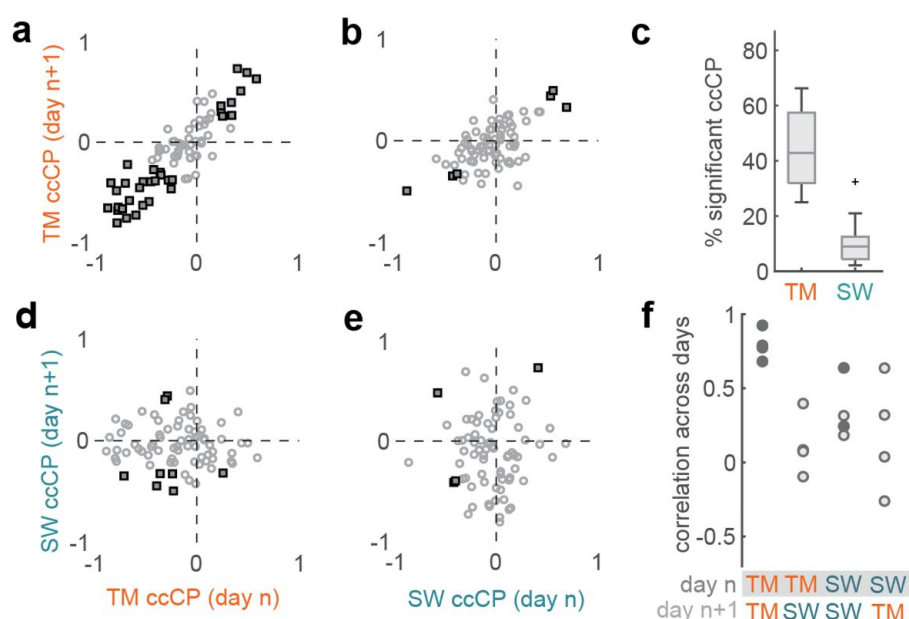 a
b
c
1
0
-1
-1
0
1
TM ccCP (day n+1)
1
0
-1
-1
0
1
80
60
40
20
0
% significant ccCP
TM SW
d
e
f
1
0
-1
-1
0
1
SW ccCP (day n+1)
TM ccCP (day n)
1
0
-1
-1
0
1
SW ccCP (day n)
1
0.5
0
-0.5
correlation across days
day n TM TM SW SW
day n+1 TM SW SW TM